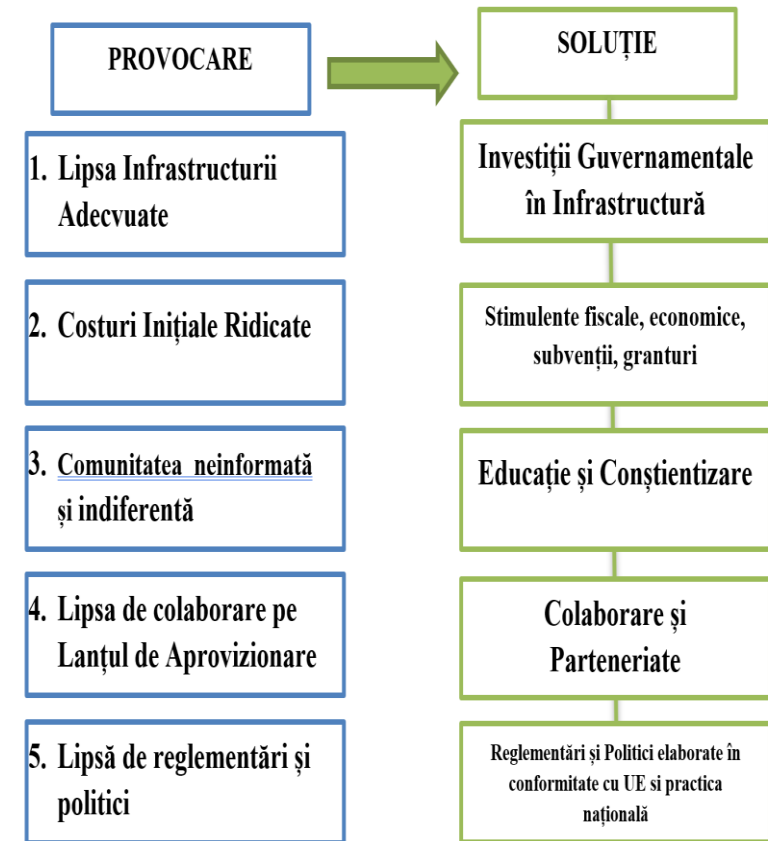 PROVOCARE
SOLUȚIE
1. Lipsa Infrastructurii
Adecvuate
Investiții Guvernamentale
în Infrastructură
2. Costuri Inițiale Ridicate
Stimulente fiscale, economice,
subvenții, granturi
3. Comunitatea neinformată
și indiferentă
Educație și Conștientizare
4. Lipsa de colaborare pe
Lanțul de Aprovizionare
Colaborare și
Parteneriate
5. Lipsă de reglementări și
politici
Reglementări și Politici elaborate în
conformitate cu UE si practica
națională